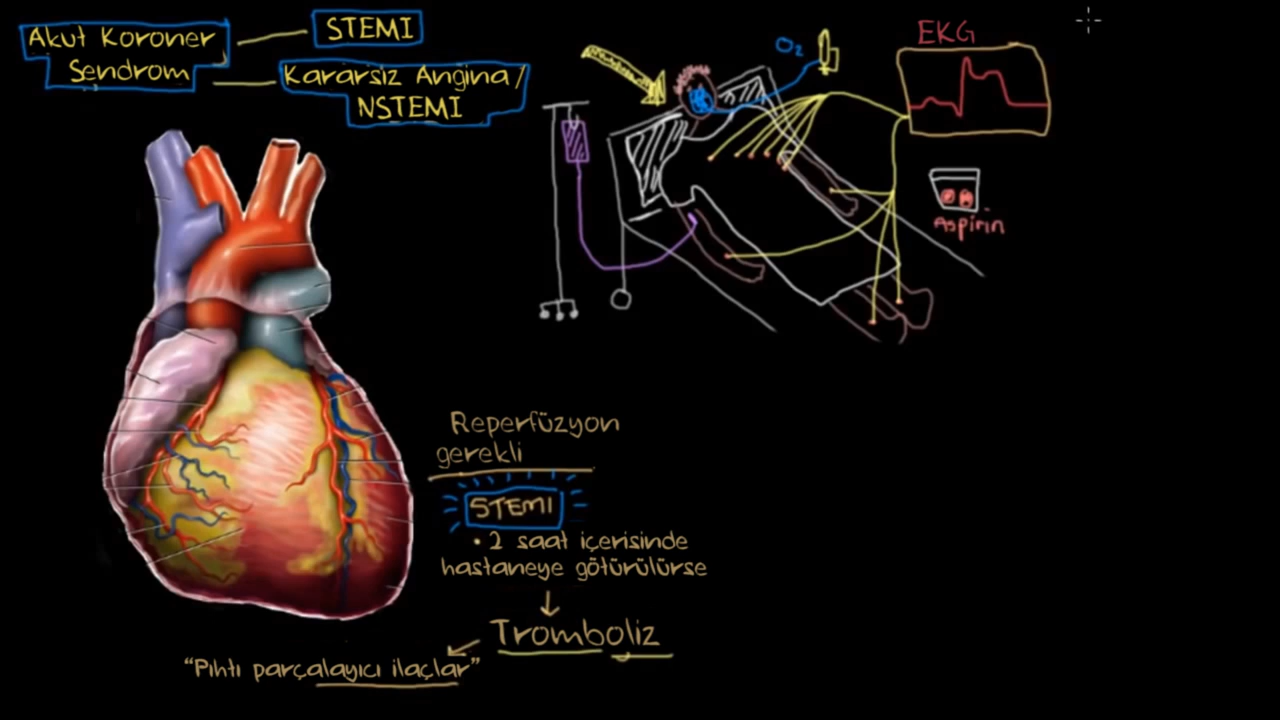 Akut Koroner
Sendrom
STEMI
Kararsız Angina /
NSTEMI
O₂
EKG
Aspirin
Reperfüzyon
gerekli
STEMI
• 2 saat içerisinde
hastaneye götürülürse
Tromboliz
"Pıhtı parçalayıcı ilaçlar"